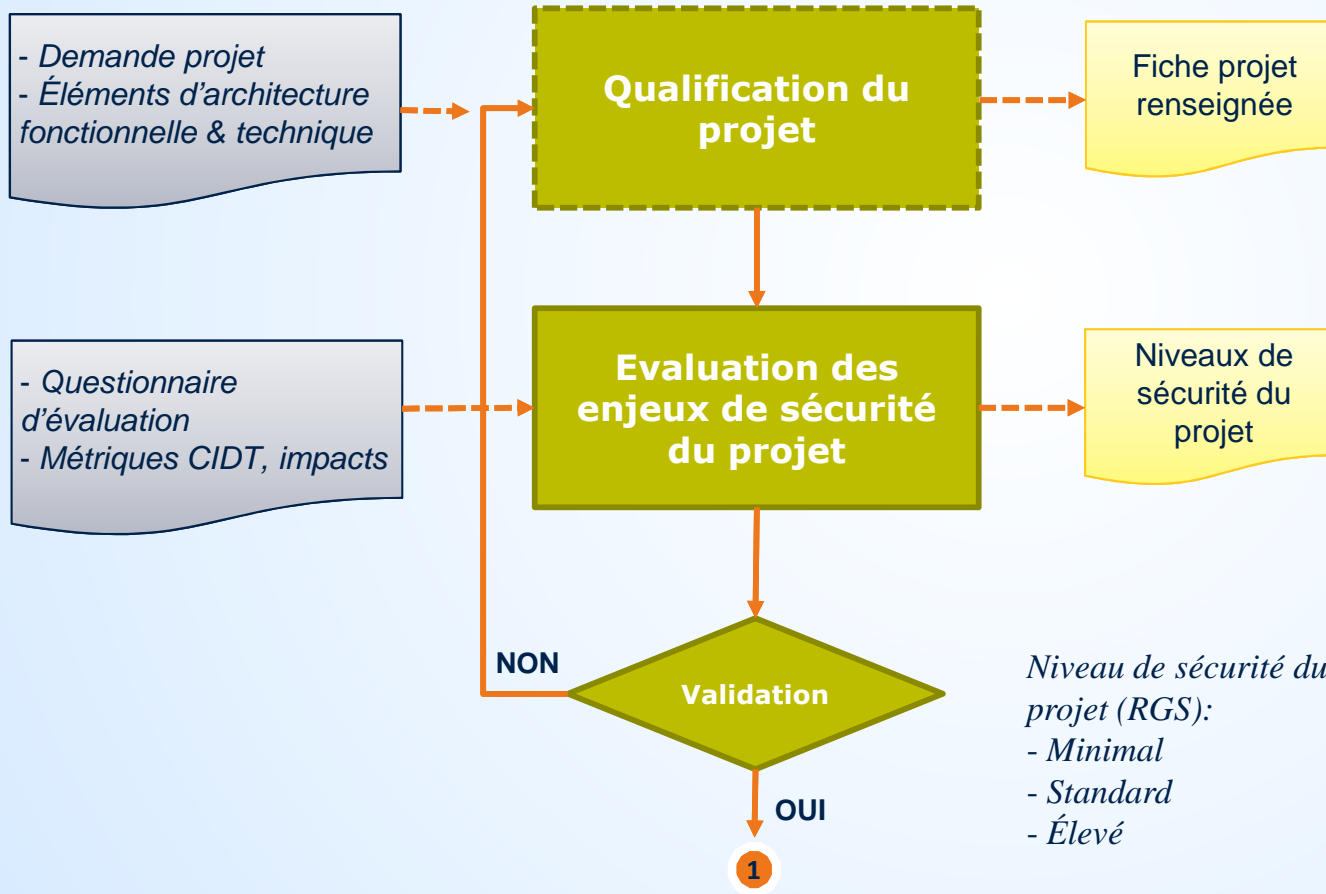 - Demande projet
- Éléments d'architecture
fonctionnelle & technique
Qualification du
projet
Fiche projet
renseignée
- Questionnaire
d'évaluation
- Métriques CIDT, impacts
Evaluation des
enjeux de sécurité
du projet
Niveaux de
sécurité du
projet
NON
Validation
OUI
1
Niveau de sécurité du
projet (RGS):
- Minimal
- Standard
- Élevé